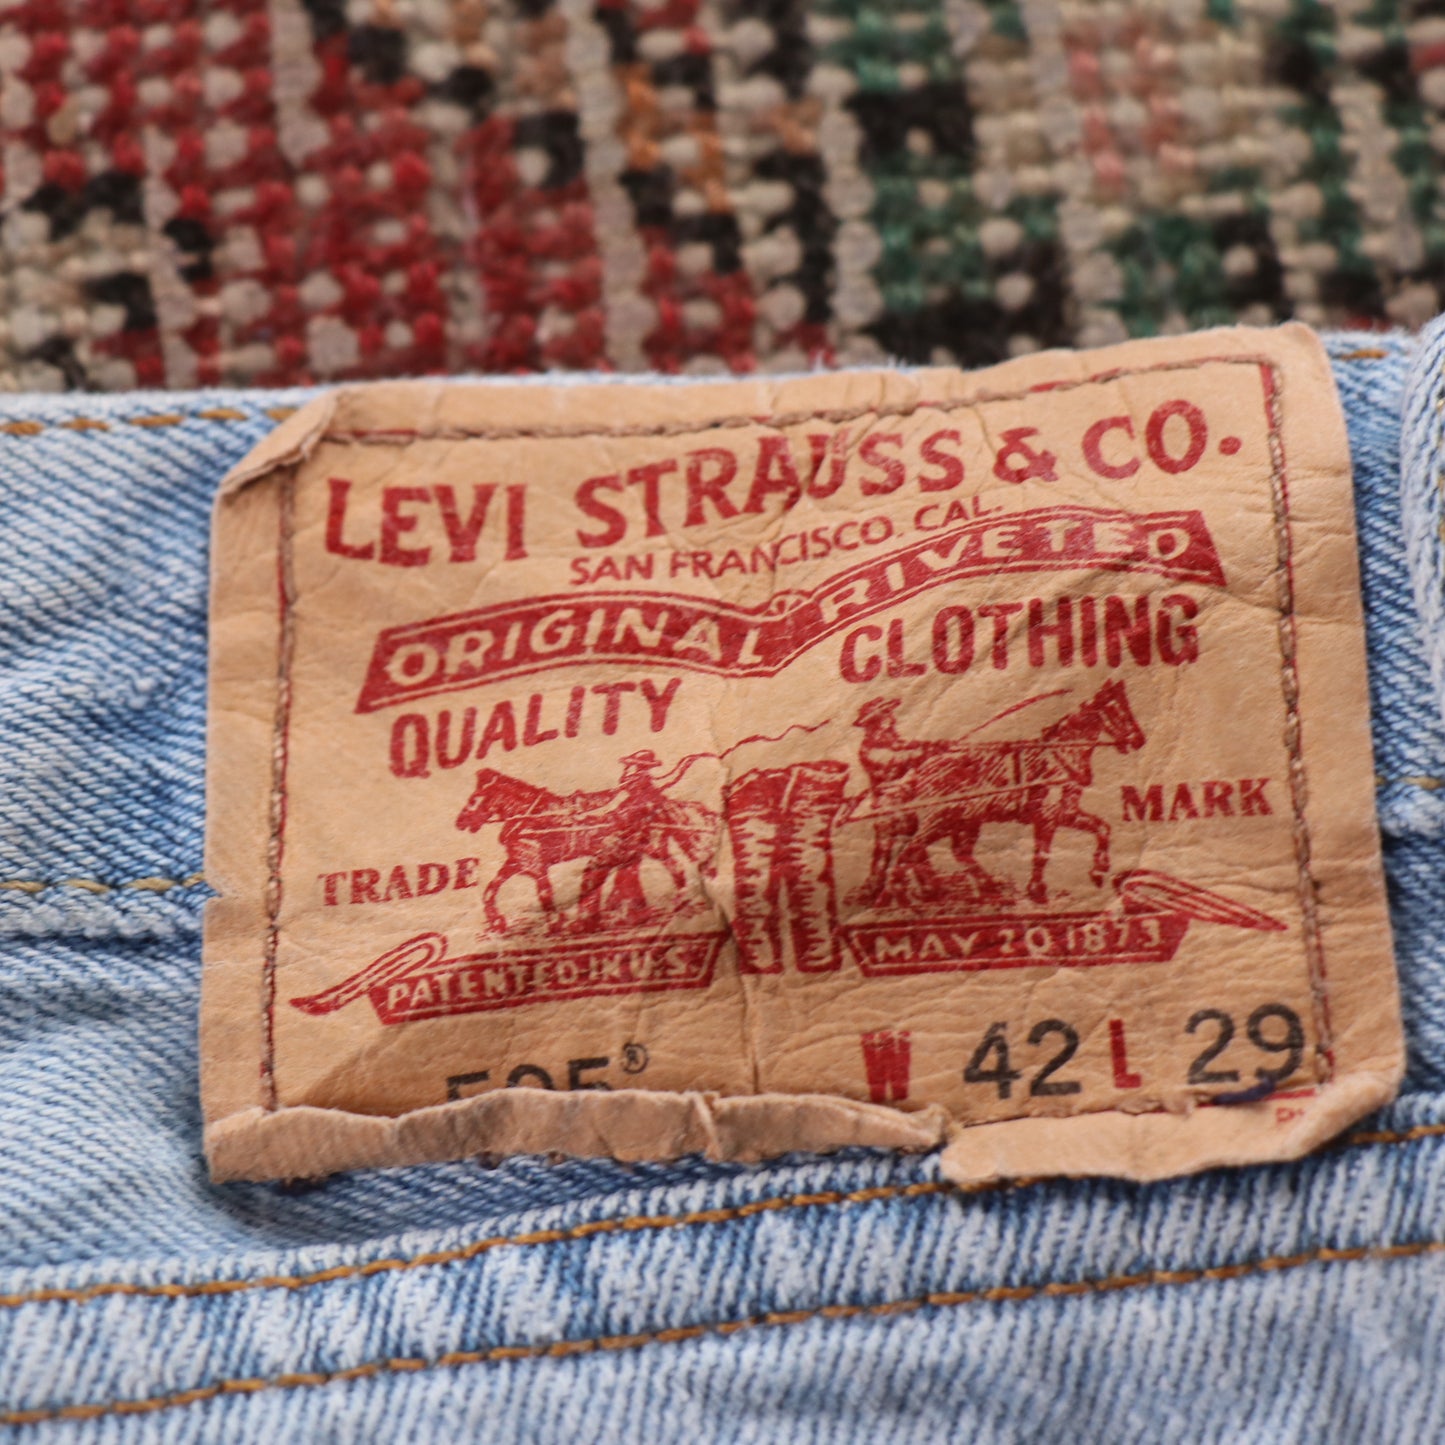 LEVI STRAUSS & CO.
SAN FRANCISCO. CAL.
ORIGINAL RIVETED
QUALITY CLOTHING
TRADE MARK
PATENTED IN U.S. MAY 20 1873
® W 42 L 29